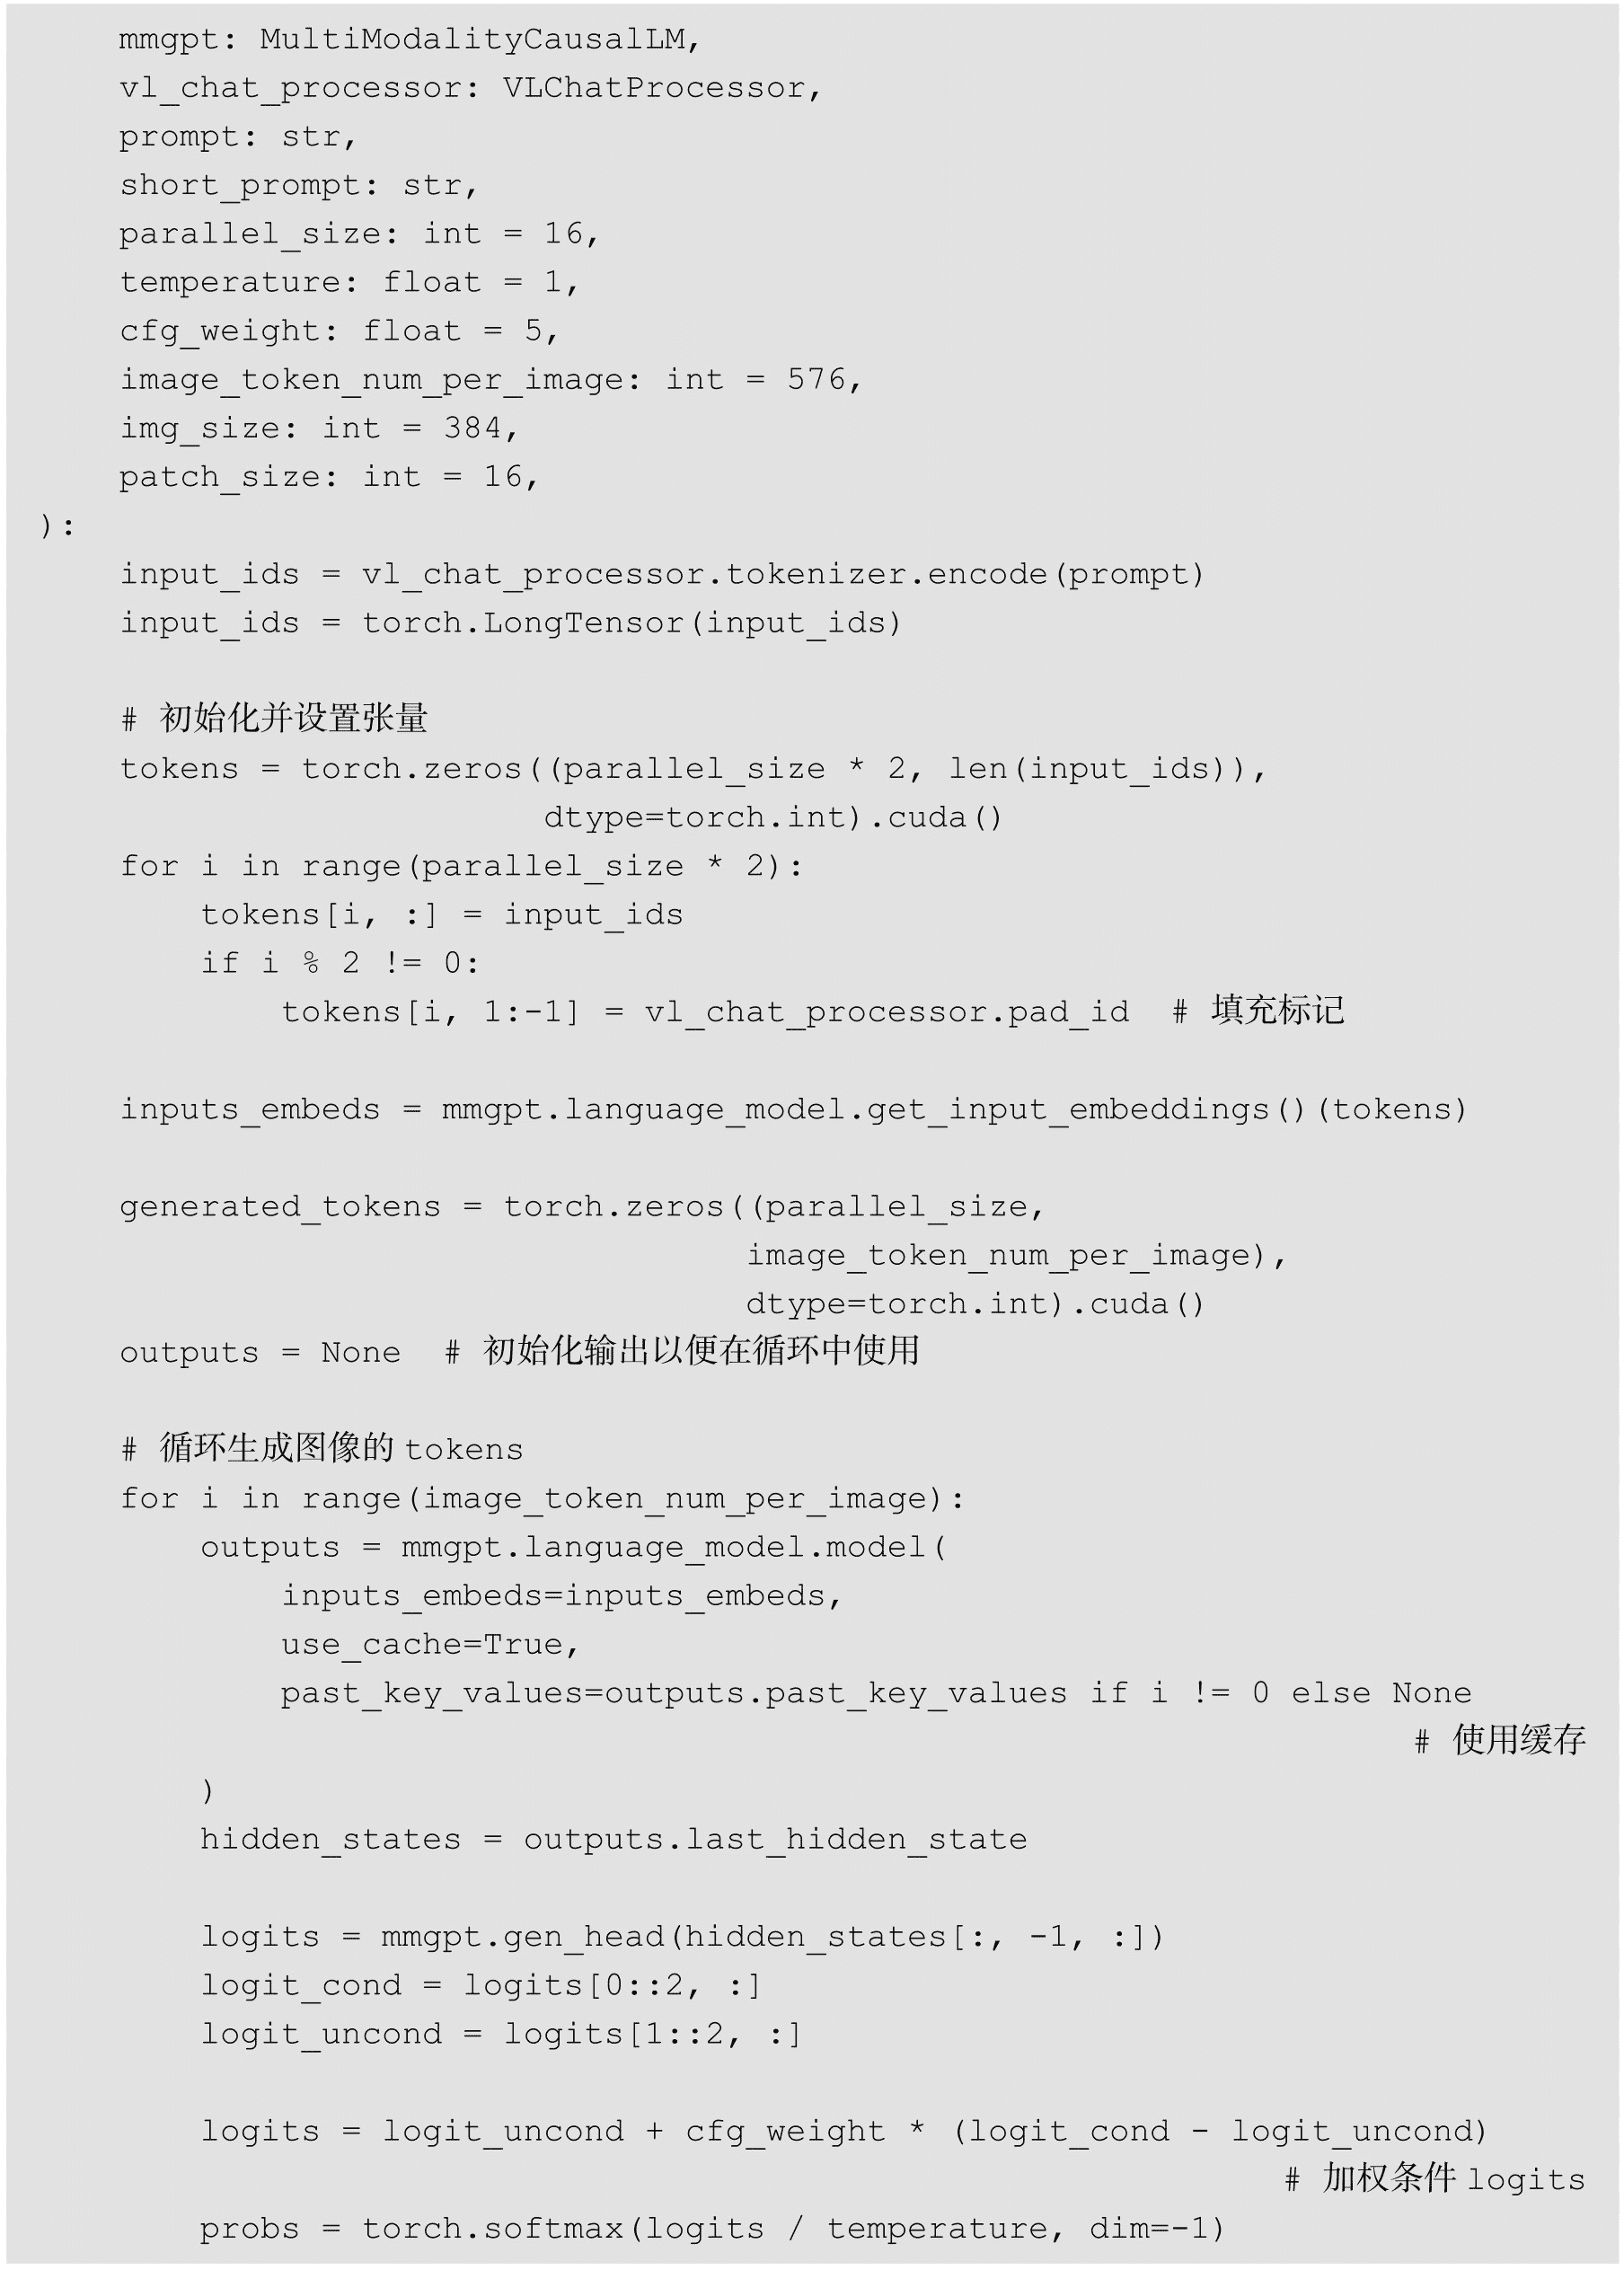 mmgpt: MultiModalityCausalLM,
vl_chat_processor: VLChatProcessor,
prompt: str,
short_prompt: str,
parallel_size: int = 16,
temperature: float = 1,
cfg_weight: float = 5,
image_token_num_per_image: int = 576,
img_size: int = 384,
patch_size: int = 16,
):
input_ids = vl_chat_processor.tokenizer.encode(prompt)
input_ids = torch.LongTensor(input_ids)
# 初始化并设置张量
tokens = torch.zeros((parallel_size * 2, len(input_ids)),
dtype=torch.int).cuda()
for i in range(parallel_size * 2):
tokens[i, :] = input_ids
if i % 2 != 0:
tokens[i, 1:-1] = vl_chat_processor.pad_id  # 填充标记
inputs_embeds = mmgpt.language_model.get_input_embeddings()(tokens)
generated_tokens = torch.zeros((parallel_size,
image_token_num_per_image),
dtype=torch.int).cuda()
outputs = None  # 初始化输出以便在循环中使用
# 循环生成图像的 tokens
for i in range(image_token_num_per_image):
outputs = mmgpt.language_model.model(
inputs_embeds=inputs_embeds,
use_cache=True,
past_key_values=outputs.past_key_values if i != 0 else None
# 使用缓存
)
hidden_states = outputs.last_hidden_state
logits = mmgpt.gen_head(hidden_states[:, -1, :])
logit_cond = logits[0::2, :]
logit_uncond = logits[1::2, :]
logits = logit_uncond + cfg_weight * (logit_cond - logit_uncond)
# 加权条件 logits
probs = torch.softmax(logits / temperature, dim=-1)